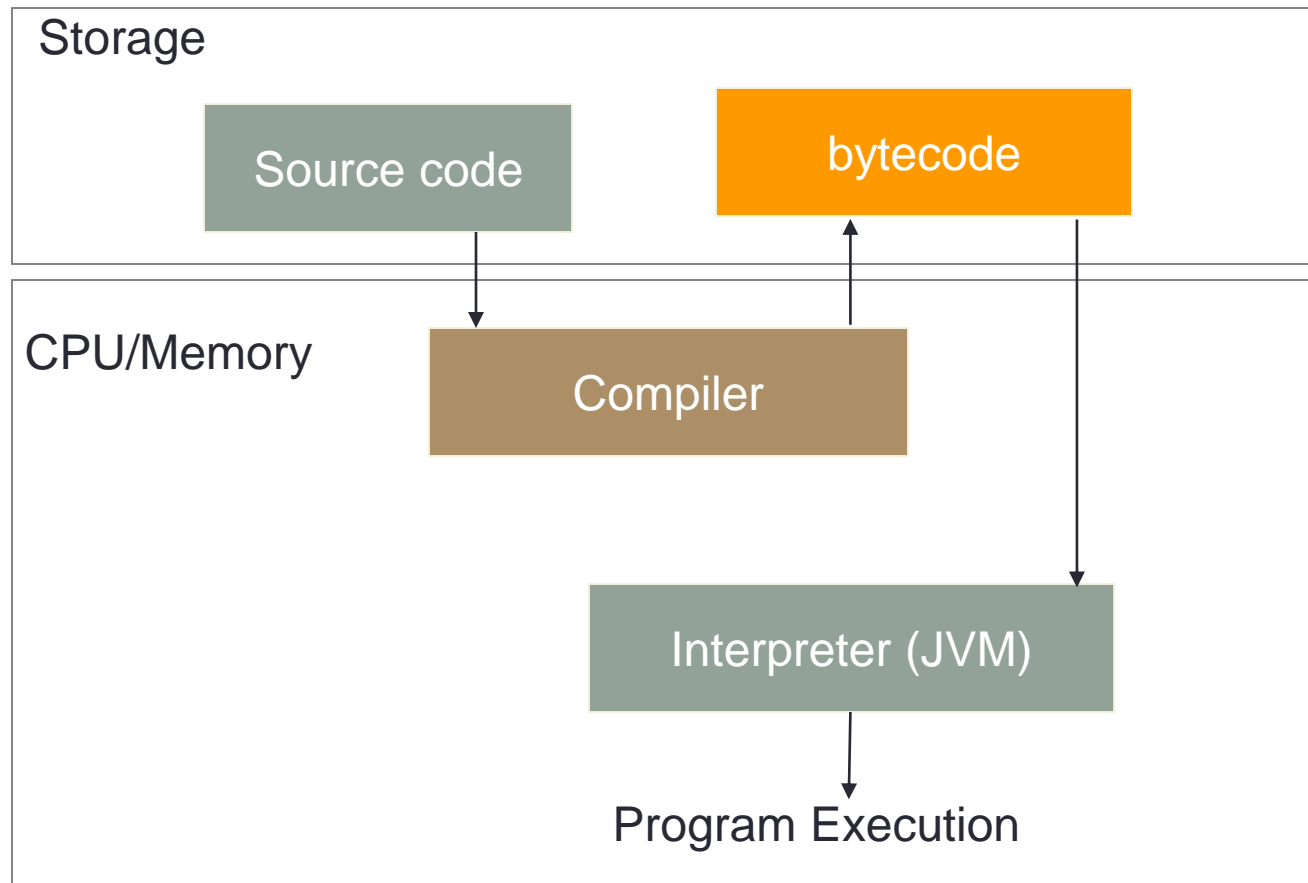 Storage
Source code
bytecode
CPU/Memory
Compiler
Interpreter (JVM)
Program Execution